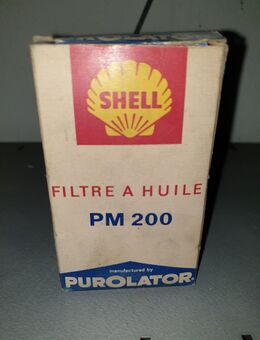 SHELL
FILTRE A HUILE
PM 200
manufactured by
PUROLATOR